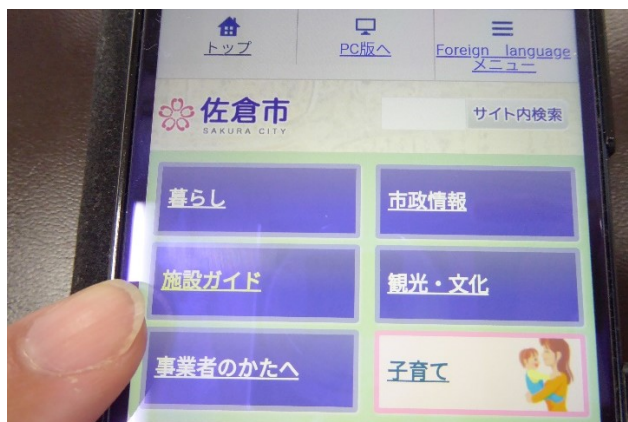 トップ
PC版へ
Foreign language
メニュー
佐倉市
SAKURA CITY
サイト内検索
暮らし
市政情報
施設ガイド
観光・文化
事業者のかたへ
子育て